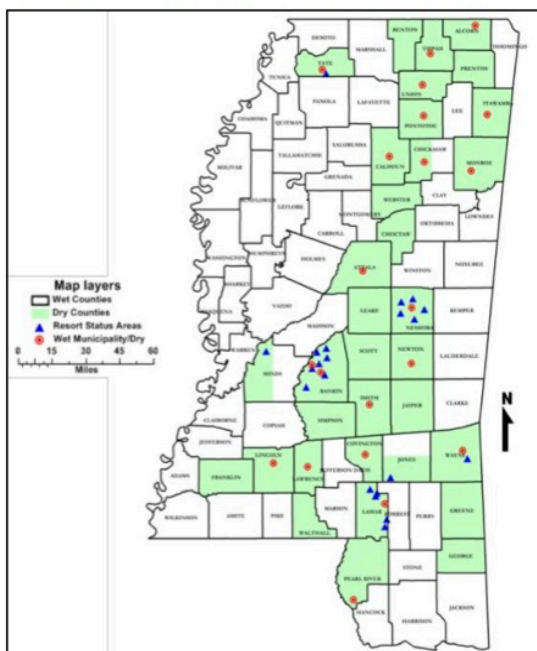 DESOTO
MARSHALL
BENTON
TIPPAH
ALCORN
TISHOMINGO
PRENTISS
TATE
TUNICA
UNION
PANOLA
LAFAYETTE
LEE
ITAWAMBA
COAHOMA
QUITMAN
PONTOTOC
YALOBUSHA
TALLAHATCHIE
CALHOUN
CHICKASAW
MONROE
BOLIVAR
GRENADA
CLAY
WEBSTER
SUNFLOWER
LEFLORE
MONTGOMERY
OKTIBBEHA
LOWNDES
CARROLL
CHOCTAW
WASHINGTON
HUMPHREYS
HOLMES
ATTALA
WINSTON
NOXUBEE
Map layers
Wet Counties
Dry Counties
Resort Status Areas
Wet Municipality/Dry
60 30 0 60
Miles
SHARKEY
YAZOO
LEAKE
NESHOBA
KEMPER
MADISON
WARREN
HINDS
SCOTT
NEWTON
LAUDERDALE
RANKIN
N
CLAIBORNE
COPIAH
SIMPSON
SMITH
JASPER
CLARKE
JEFFERSON
LINCOLN
LAWRENCE
COVINGTON
JONES
WAYNE
ADAMS
FRANKLIN
JEFFERSON DAVIS
WILKINSON
AMITE
PIKE
WALTHALL
MARION
LAMAR
FORREST
PERRY
GREENE
PEARL RIVER
STONE
GEORGE
HANCOCK
HARRISON
JACKSON